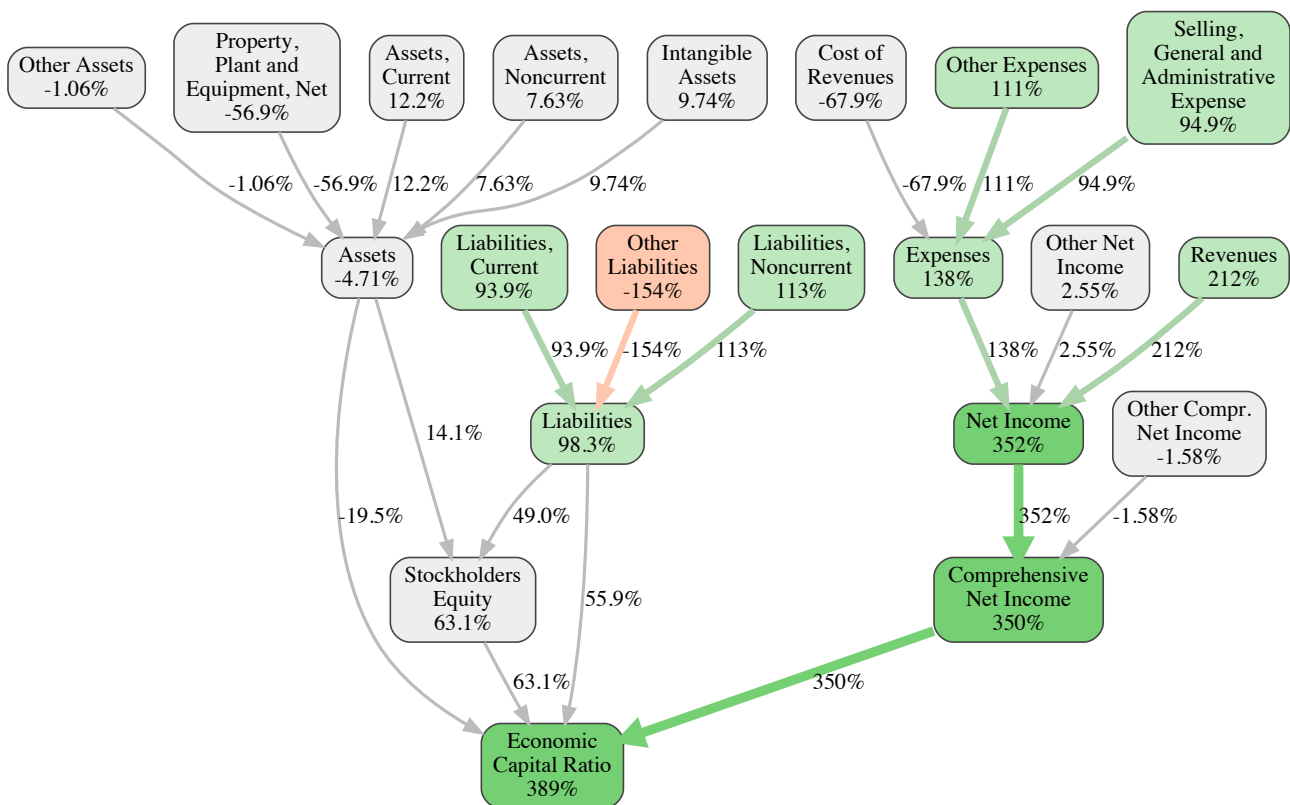 Other Assets
-1.06%
Property,
Plant and
Equipment, Net
-56.9%
Assets,
Current
12.2%
Assets,
Noncurrent
7.63%
Intangible
Assets
9.74%
Cost of
Revenues
-67.9%
Other Expenses
111%
Selling,
General and
Administrative
Expense
94.9%
-1.06%
-56.9%
12.2%
7.63%
9.74%
-67.9%
111%
94.9%
Assets
-4.71%
Liabilities,
Current
93.9%
Other
Liabilities
-154%
Liabilities,
Noncurrent
113%
Expenses
138%
Other Net
Income
2.55%
Revenues
212%
93.9%
-154%
113%
138%
2.55%
212%
14.1%
Liabilities
98.3%
Net Income
352%
Other Compr.
Net Income
-1.58%
-19.5%
49.0%
352%
-1.58%
Stockholders
Equity
63.1%
55.9%
Comprehensive
Net Income
350%
63.1%
350%
Economic
Capital Ratio
389%